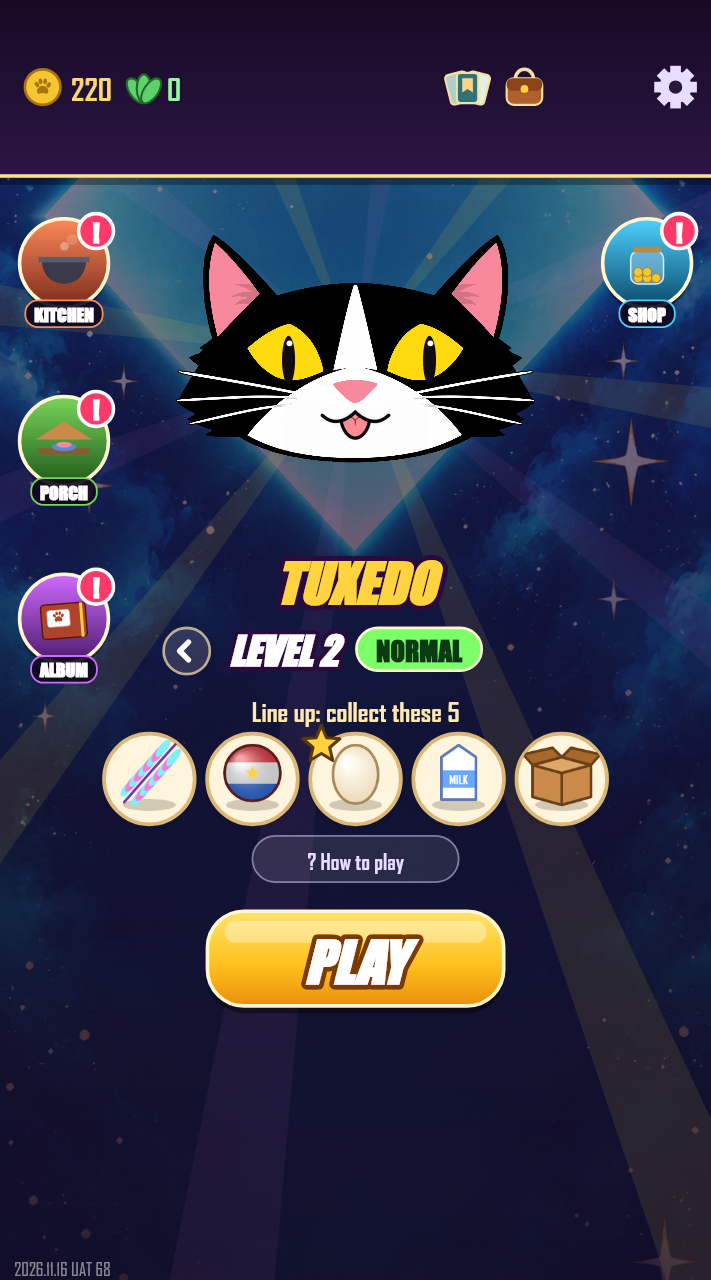 220
0
!
KITCHEN
!
SHOP
!
PORCH
!
ALBUM
TUXEDO
LEVEL 2
NORMAL
Line up: collect these 5
MILK
? How to play
PLAY
2026.11.16 UAT 68